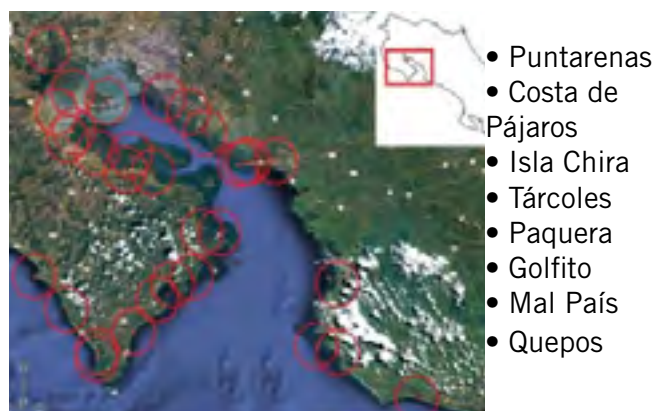 • Puntarenas
• Costa de
Pájaros
• Isla Chira
• Tárcoles
• Paquera
• Golfito
• Mal País
• Quepos